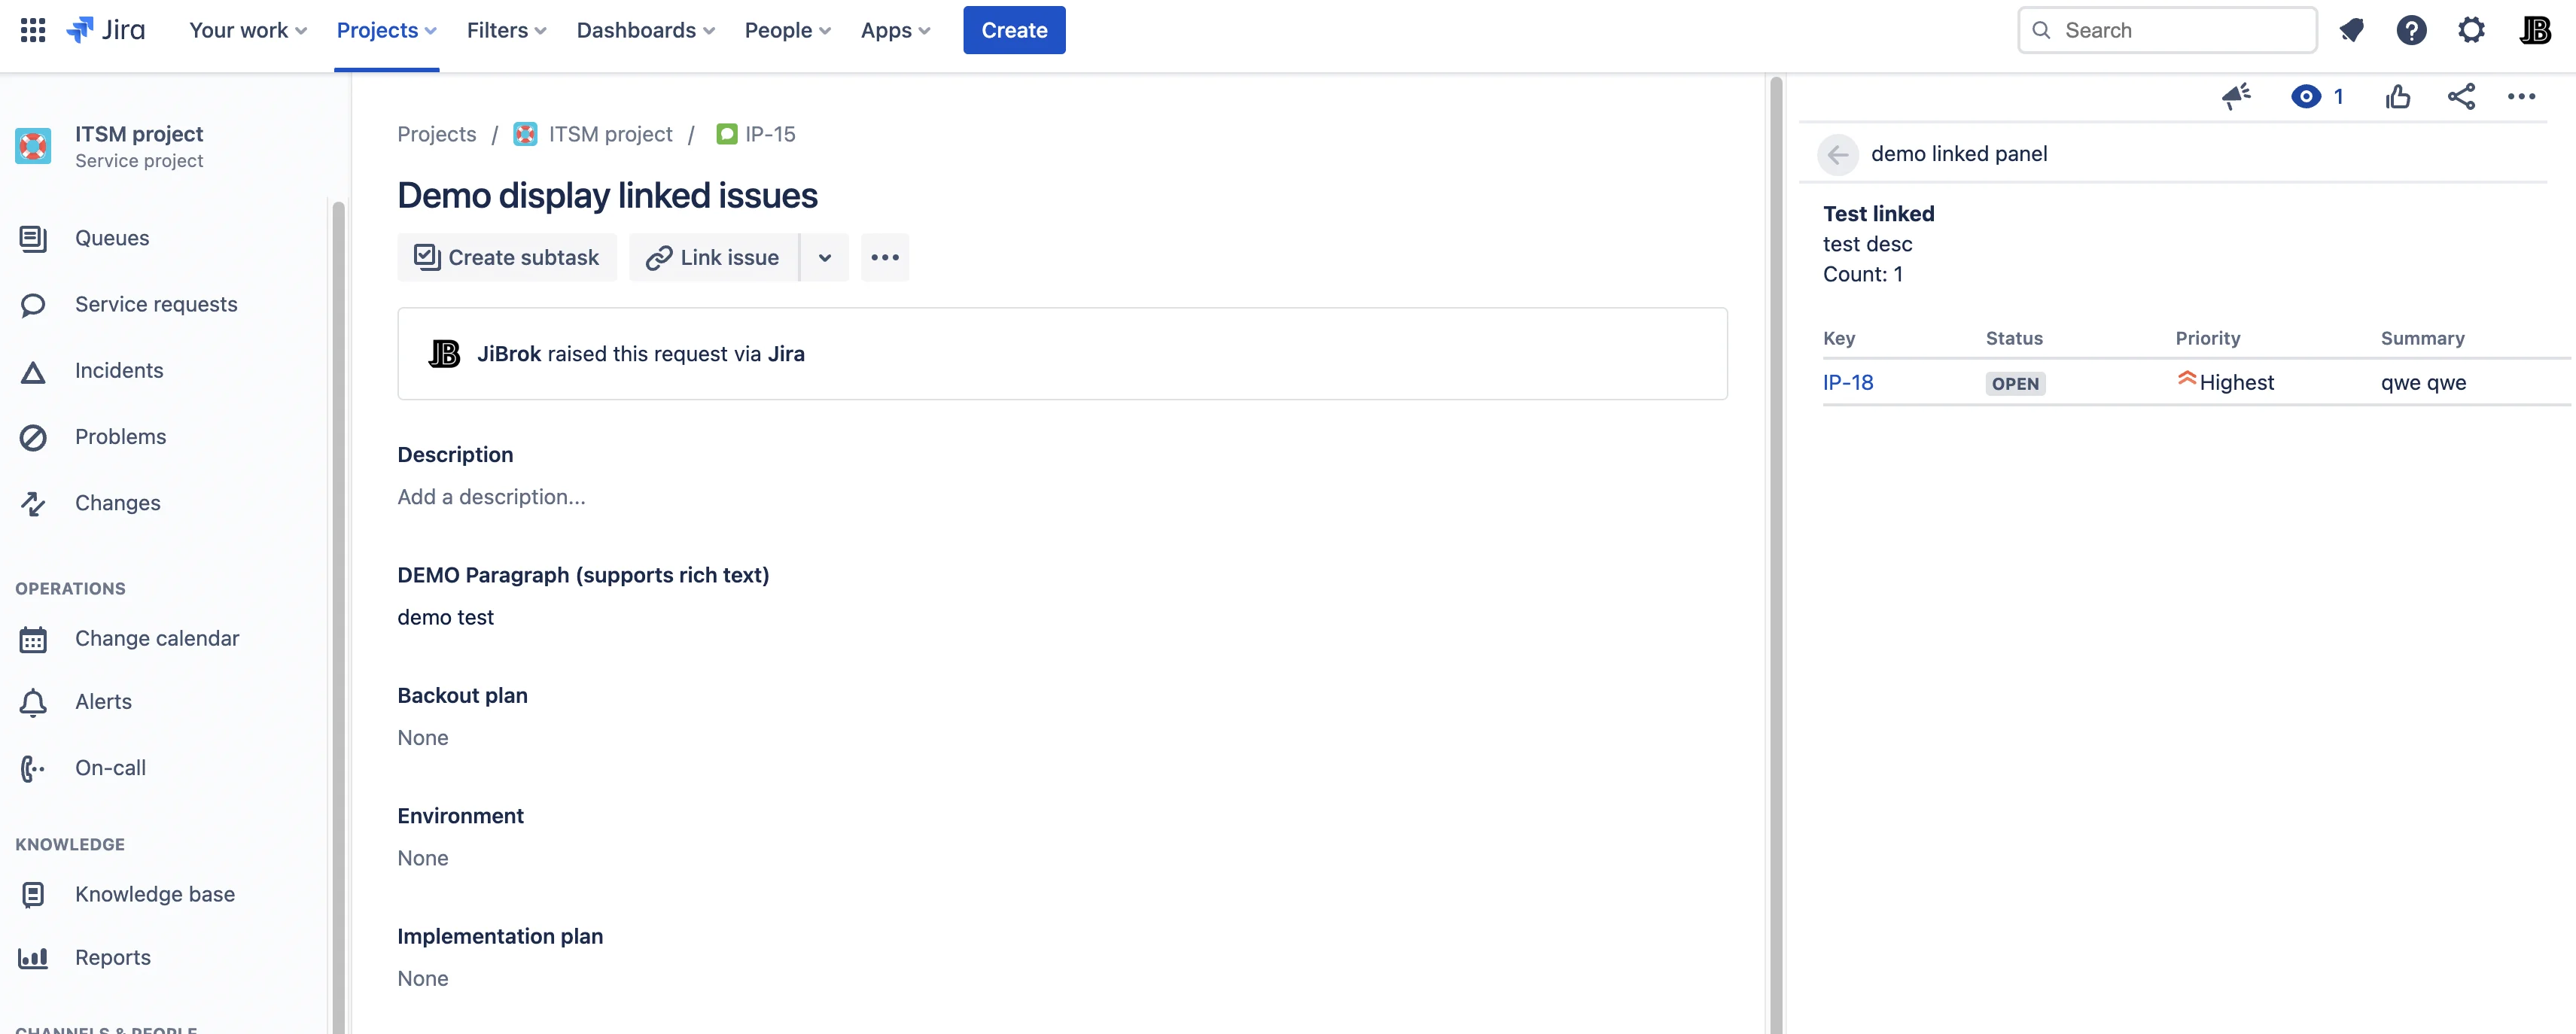 Jira
Your work
Projects
Filters
Dashboards
People
Apps
Create
Search
JB
ITSM project
Service project
Queues
Service requests
Incidents
Problems
Changes
OPERATIONS
Change calendar
Alerts
On-call
KNOWLEDGE
Knowledge base
Reports
CHANNELS & PEOPLE
Projects / ITSM project / IP-15
Demo display linked issues
Create subtask
Link issue
JB JiBrok raised this request via Jira
Description
Add a description...
DEMO Paragraph (supports rich text)
demo test
Backout plan
None
Environment
None
Implementation plan
None
1
demo linked panel
Test linked
test desc
Count: 1
Key Status Priority Summary
IP-18 OPEN Highest qwe qwe